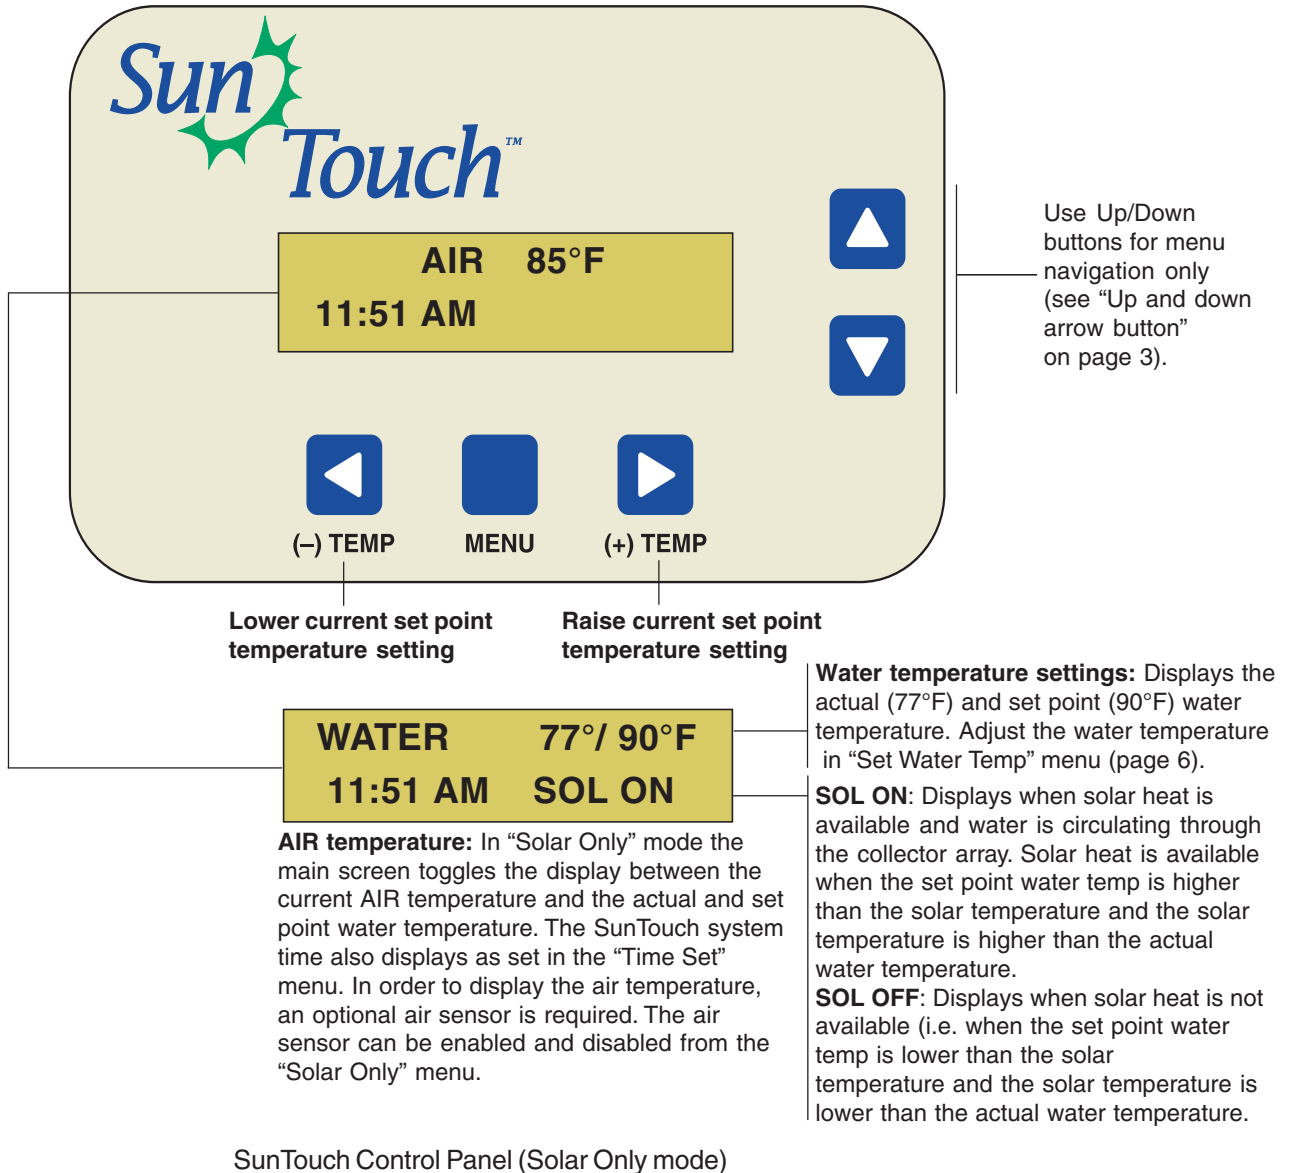 Sun
Touch™
AIR 85°F
11:51 AM
Use Up/Down
buttons for menu
navigation only
(see “Up and down
arrow button”
on page 3).
(–) TEMP MENU (+) TEMP
Lower current set point
temperature setting
Raise current set point
temperature setting
WATER 77°/ 90°F
11:51 AM SOL ON
Water temperature settings: Displays the
actual (77°F) and set point (90°F) water
temperature. Adjust the water temperature
in “Set Water Temp” menu (page 6).
SOL ON: Displays when solar heat is
available and water is circulating through
the collector array. Solar heat is available
when the set point water temp is higher
than the solar temperature and the solar
temperature is higher than the actual
water temperature.
SOL OFF: Displays when solar heat is not
available (i.e. when the set point water
temp is lower than the solar
temperature and the solar temperature is
lower than the actual water temperature.
AIR temperature: In “Solar Only” mode the
main screen toggles the display between the
current AIR temperature and the actual and set
point water temperature. The SunTouch system
time also displays as set in the “Time Set”
menu. In order to display the air temperature,
an optional air sensor is required. The air
sensor can be enabled and disabled from the
“Solar Only” menu.
SunTouch Control Panel (Solar Only mode)